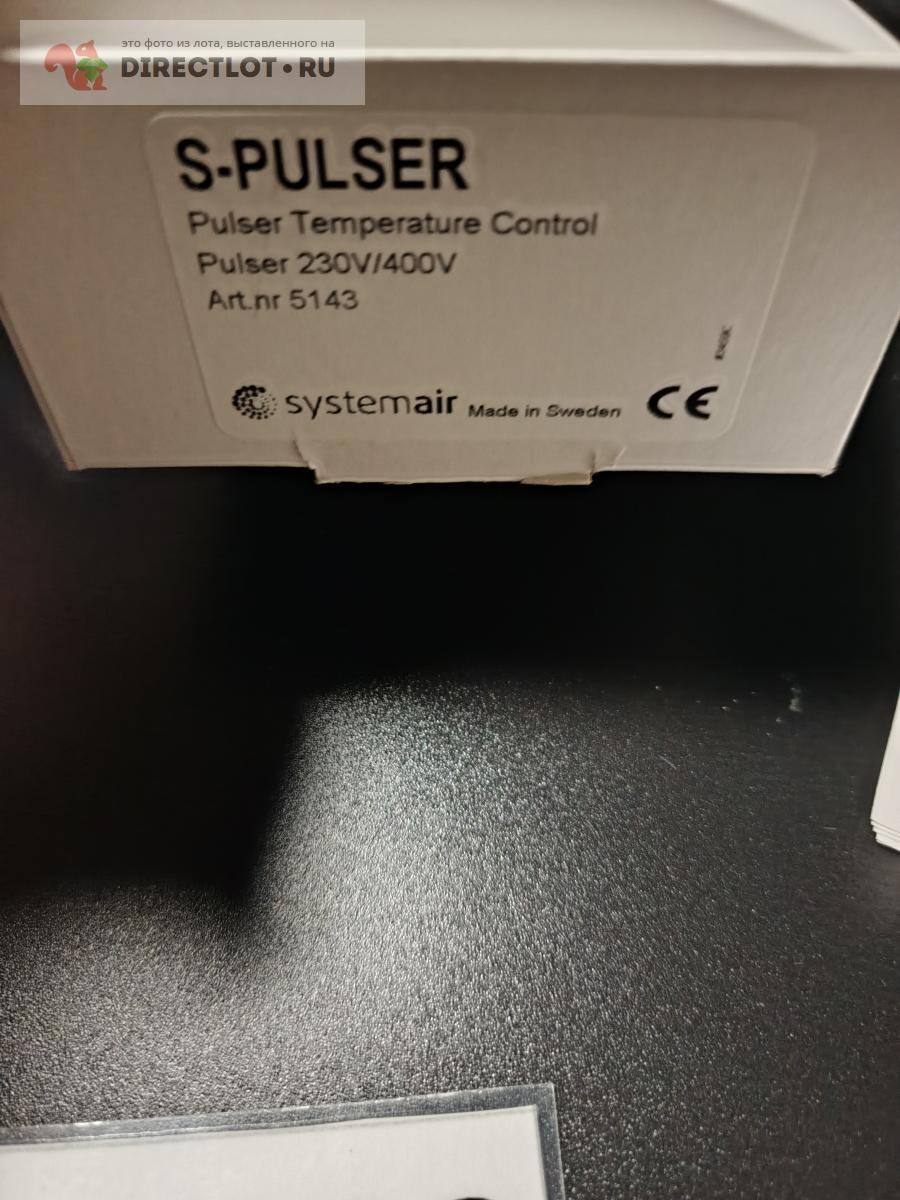 это фото из лота, выставленного на
DIRECTLOT•RU
S-PULSER
Pulser Temperature Control
Pulser 230V/400V
Art.nr 5143
systemair Made in Sweden CE